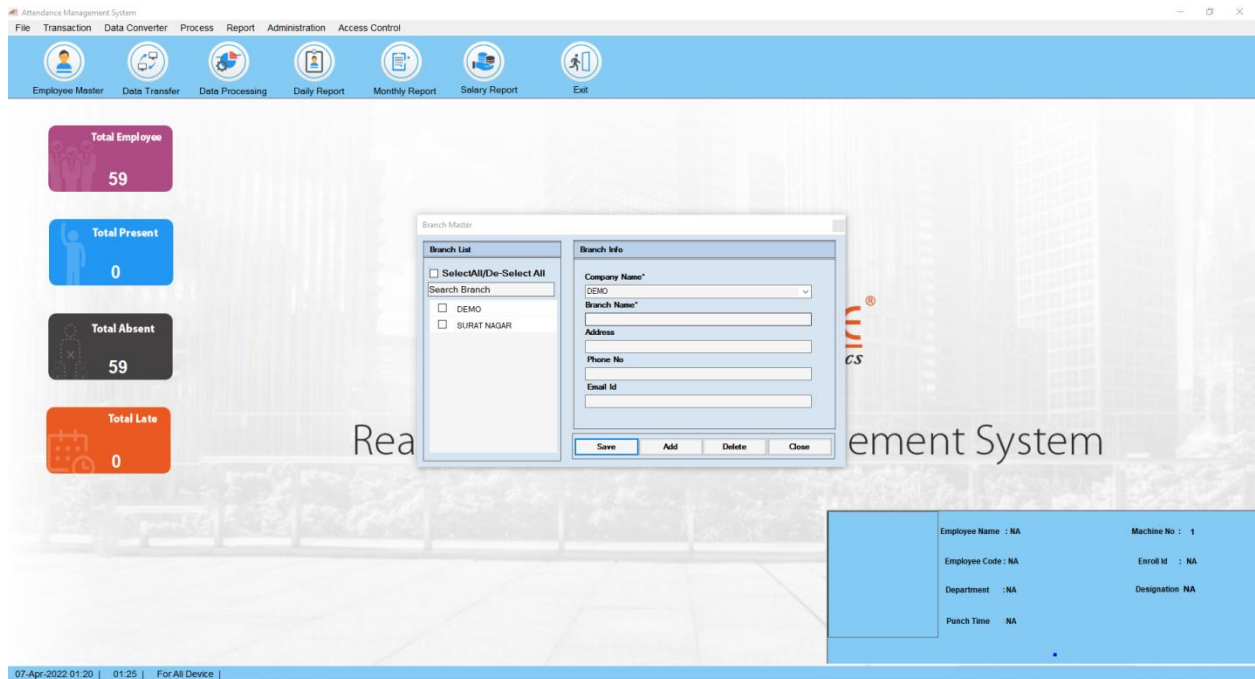 Attendance Management System
File Transaction Data Converter Process Report Administration Access Control
Employee Master Data Transfer Data Processing Daily Report Monthly Report Salary Report Exit
Total Employee
59
Total Present
0
Total Absent
59
Total Late
0
Branch Master
Branch List
SelectAll/De-Select All
Search Branch
DEMO
SURAT NAGAR
Branch Info
Company Name*
DEMO
Branch Name*
Address
Phone No
Email Id
Save Add Delete Close
®
cs
Rea ement System
Employee Name : NA Machine No : 1
Employee Code : NA Enroll Id : NA
Department :NA Designation NA
Punch Time NA
07-Apr-2022 01:20 | 01:25 | For All Device |